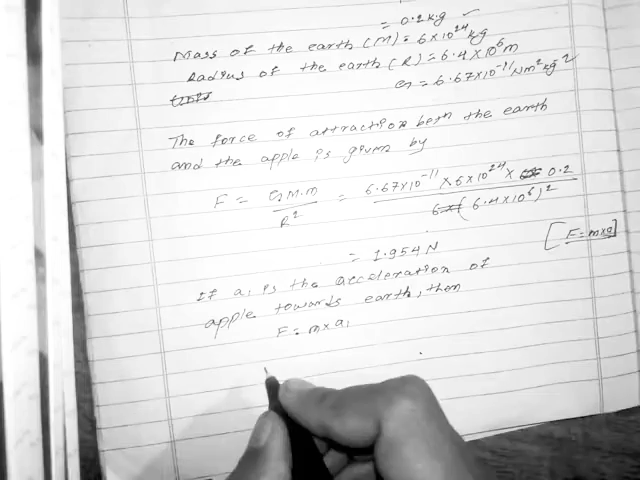 = 0.2 kg
Mass of the earth (M) = 6×10²⁴ kg
Radius of the earth (R) = 6.4×10⁶ m
G = 6.67×10⁻¹¹ Nm² kg²
The force of attraction betn the earth
and the apple is given by
F = GM.m / R² = 6.67×10⁻¹¹ × 6×10²⁴ × 0.2 / (6.4×10⁶)²
= 1.954 N
[F = m×a]
If a₁ is the acceleration of
apple towards earth, then
F = m×a₁